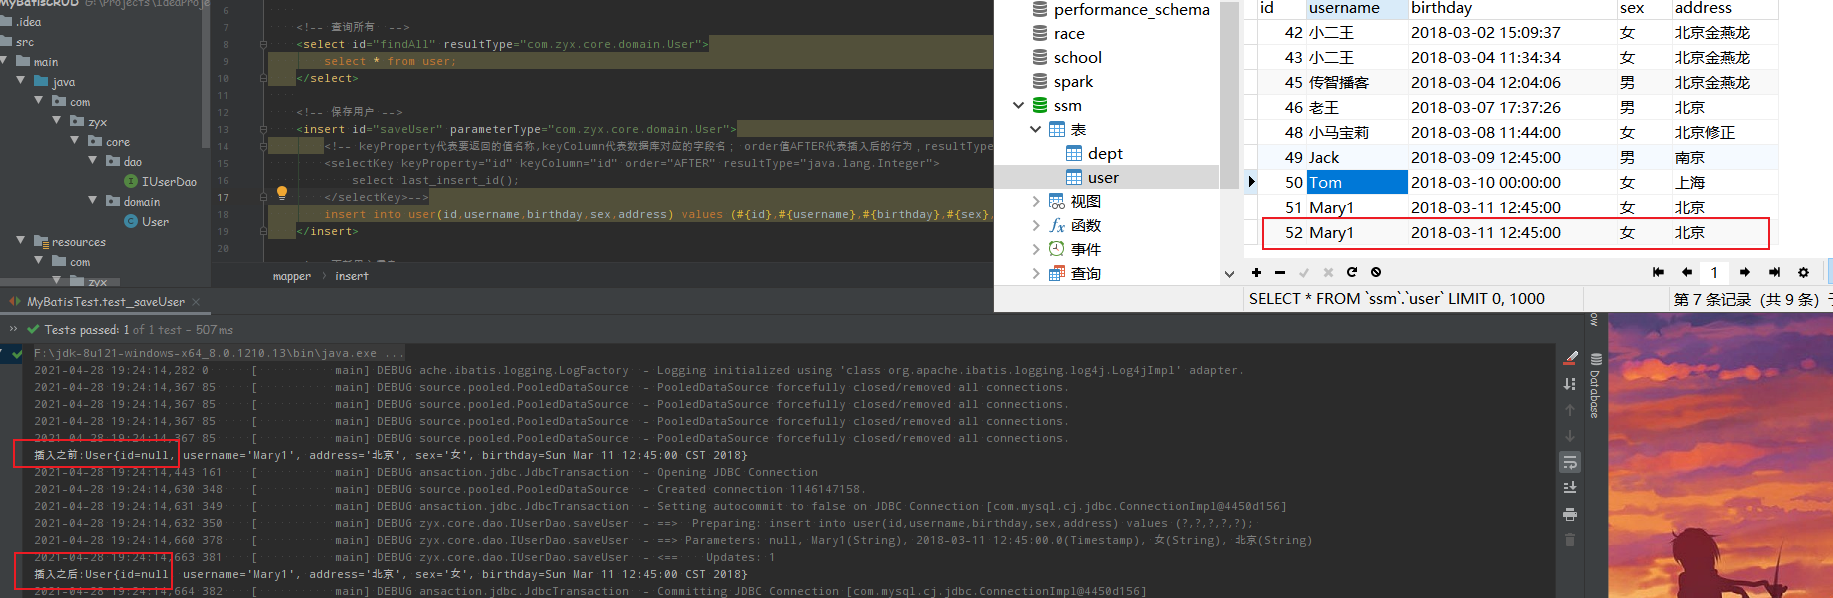 MyBatisCRUD G:\Projects\IdeaProje
.idea
src
main
java
com
zyx
core
dao
IUserDao
domain
User
resources
com
zyx
6
7 <!-- 查询所有 -->
8 <select id="findAll" resultType="com.zyx.core.domain.User">
9 select * from user;
10 </select>
11
12 <!-- 保存用户 -->
13 <insert id="saveUser" parameterType="com.zyx.core.domain.User">
14 <!-- keyProperty代表要返回的值名称,keyColumn代表数据库对应的字段名； order值AFTER代表插入后的行为，resultType
15 <selectKey keyProperty="id" keyColumn="id" order="AFTER" resultType="java.lang.Integer">
16 select last_insert_id();
17 </selectKey>-->
18 insert into user(id,username,birthday,sex,address) values (#{id},#{username},#{birthday},#{sex},
19 </insert>
20
mapper › insert
performance_schema
race
school
spark
ssm
表
dept
user
视图
函数
事件
查询
id username birthday sex address
42 小二王 2018-03-02 15:09:37 女 北京金燕龙
43 小二王 2018-03-04 11:34:34 女 北京金燕龙
45 传智播客 2018-03-04 12:04:06 男 北京金燕龙
46 老王 2018-03-07 17:37:26 男 北京
48 小马宝莉 2018-03-08 11:44:00 女 北京修正
49 Jack 2018-03-09 12:45:00 男 南京
50 Tom 2018-03-10 00:00:00 女 上海
51 Mary1 2018-03-11 12:45:00 女 北京
52 Mary1 2018-03-11 12:45:00 女 北京
1
SELECT * FROM `ssm`.`user` LIMIT 0, 1000
第 7 条记录（共 9 条）
MyBatisTest.test_saveUser ×
» Tests passed: 1 of 1 test – 507 ms
F:\jdk-8u121-windows-x64_8.0.1210.13\bin\java.exe ...
2021-04-28 19:24:14,282 0 [ main] DEBUG ache.ibatis.logging.LogFactory - Logging initialized using 'class org.apache.ibatis.logging.log4j.Log4jImpl' adapter.
2021-04-28 19:24:14,367 85 [ main] DEBUG source.pooled.PooledDataSource - PooledDataSource forcefully closed/removed all connections.
2021-04-28 19:24:14,367 85 [ main] DEBUG source.pooled.PooledDataSource - PooledDataSource forcefully closed/removed all connections.
2021-04-28 19:24:14,367 85 [ main] DEBUG source.pooled.PooledDataSource - PooledDataSource forcefully closed/removed all connections.
2021-04-28 19:24:14,367 85 [ main] DEBUG source.pooled.PooledDataSource - PooledDataSource forcefully closed/removed all connections.
插入之前:User{id=null, username='Mary1', address='北京', sex='女', birthday=Sun Mar 11 12:45:00 CST 2018}
2021-04-28 19:24:14,443 161 [ main] DEBUG ansaction.jdbc.JdbcTransaction - Opening JDBC Connection
2021-04-28 19:24:14,630 348 [ main] DEBUG source.pooled.PooledDataSource - Created connection 1146147158.
2021-04-28 19:24:14,631 349 [ main] DEBUG ansaction.jdbc.JdbcTransaction - Setting autocommit to false on JDBC Connection [com.mysql.cj.jdbc.ConnectionImpl@4450d156]
2021-04-28 19:24:14,632 350 [ main] DEBUG zyx.core.dao.IUserDao.saveUser - ==> Preparing: insert into user(id,username,birthday,sex,address) values (?,?,?,?,?);
2021-04-28 19:24:14,660 378 [ main] DEBUG zyx.core.dao.IUserDao.saveUser - ==> Parameters: null, Mary1(String), 2018-03-11 12:45:00.0(Timestamp), 女(String), 北京(String)
2021-04-28 19:24:14,663 381 [ main] DEBUG zyx.core.dao.IUserDao.saveUser - <== Updates: 1
插入之后:User{id=null, username='Mary1', address='北京', sex='女', birthday=Sun Mar 11 12:45:00 CST 2018}
2021-04-28 19:24:14,664 382 [ main] DEBUG ansaction.jdbc.JdbcTransaction - Committing JDBC Connection [com.mysql.cj.jdbc.ConnectionImpl@4450d156]
Database